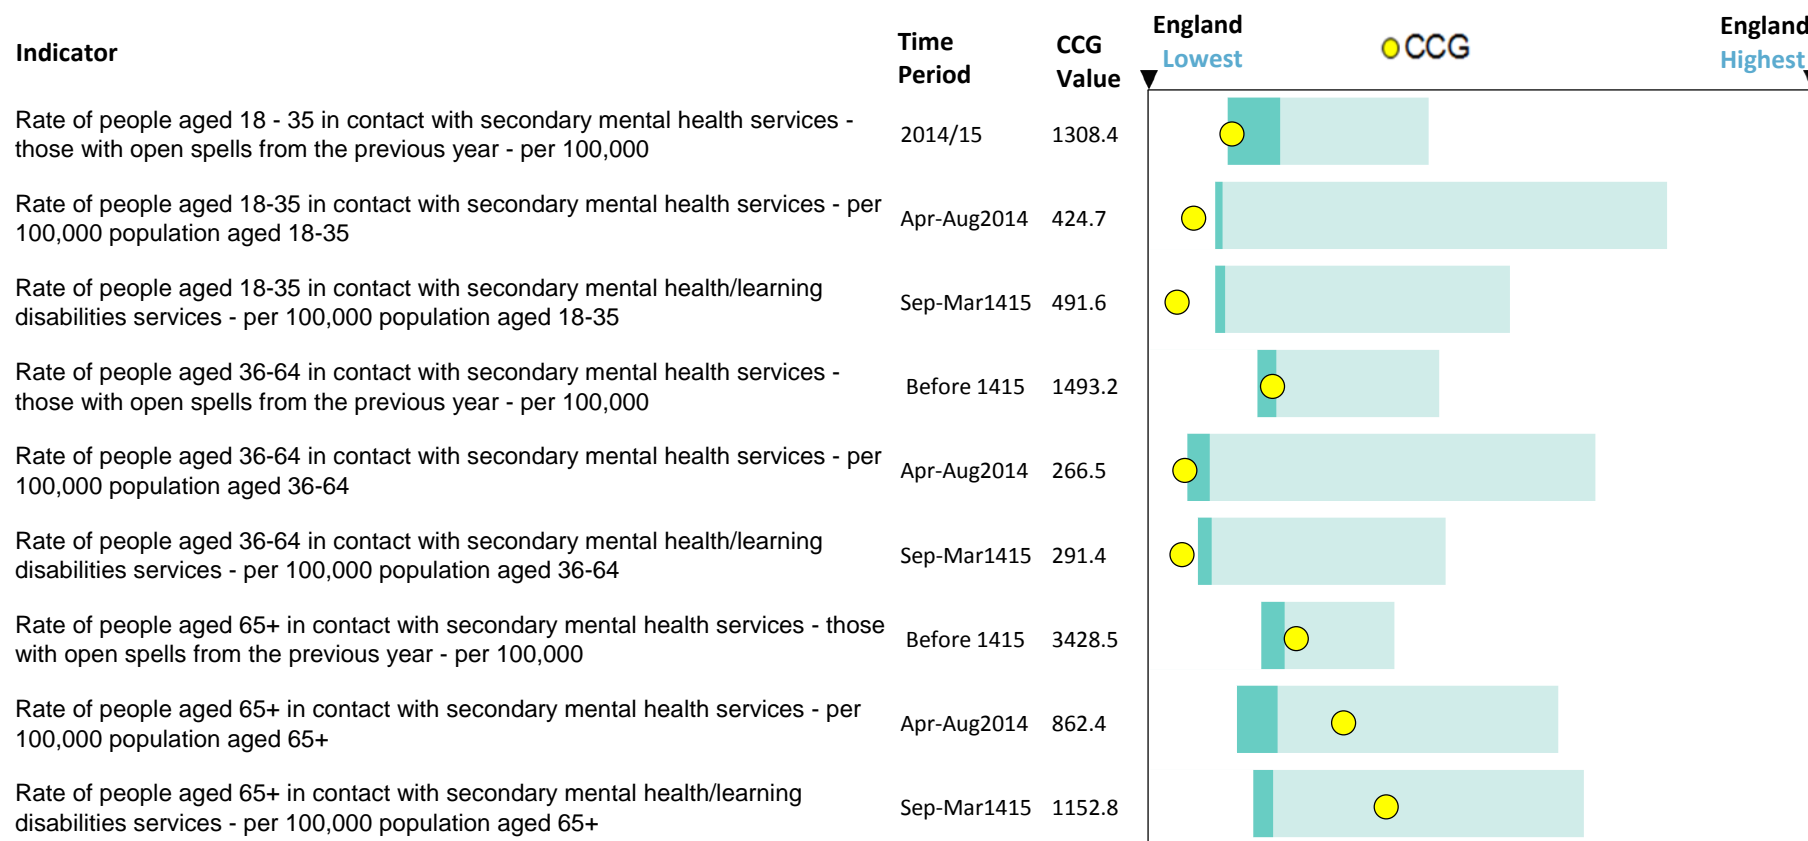 Indicator
Time Period
CCG Value
England Lowest
CCG
England Highest
Rate of people aged 18 - 35 in contact with secondary mental health services -
those with open spells from the previous year - per 100,000
2014/15 1308.4
Rate of people aged 18-35 in contact with secondary mental health services - per
100,000 population aged 18-35
Apr-Aug2014 424.7
Rate of people aged 18-35 in contact with secondary mental health/learning
disabilities services - per 100,000 population aged 18-35
Sep-Mar1415 491.6
Rate of people aged 36-64 in contact with secondary mental health services -
those with open spells from the previous year - per 100,000
Before 1415 1493.2
Rate of people aged 36-64 in contact with secondary mental health services - per
100,000 population aged 36-64
Apr-Aug2014 266.5
Rate of people aged 36-64 in contact with secondary mental health/learning
disabilities services - per 100,000 population aged 36-64
Sep-Mar1415 291.4
Rate of people aged 65+ in contact with secondary mental health services - those
with open spells from the previous year - per 100,000
Before 1415 3428.5
Rate of people aged 65+ in contact with secondary mental health services - per
100,000 population aged 65+
Apr-Aug2014 862.4
Rate of people aged 65+ in contact with secondary mental health/learning
disabilities services - per 100,000 population aged 65+
Sep-Mar1415 1152.8